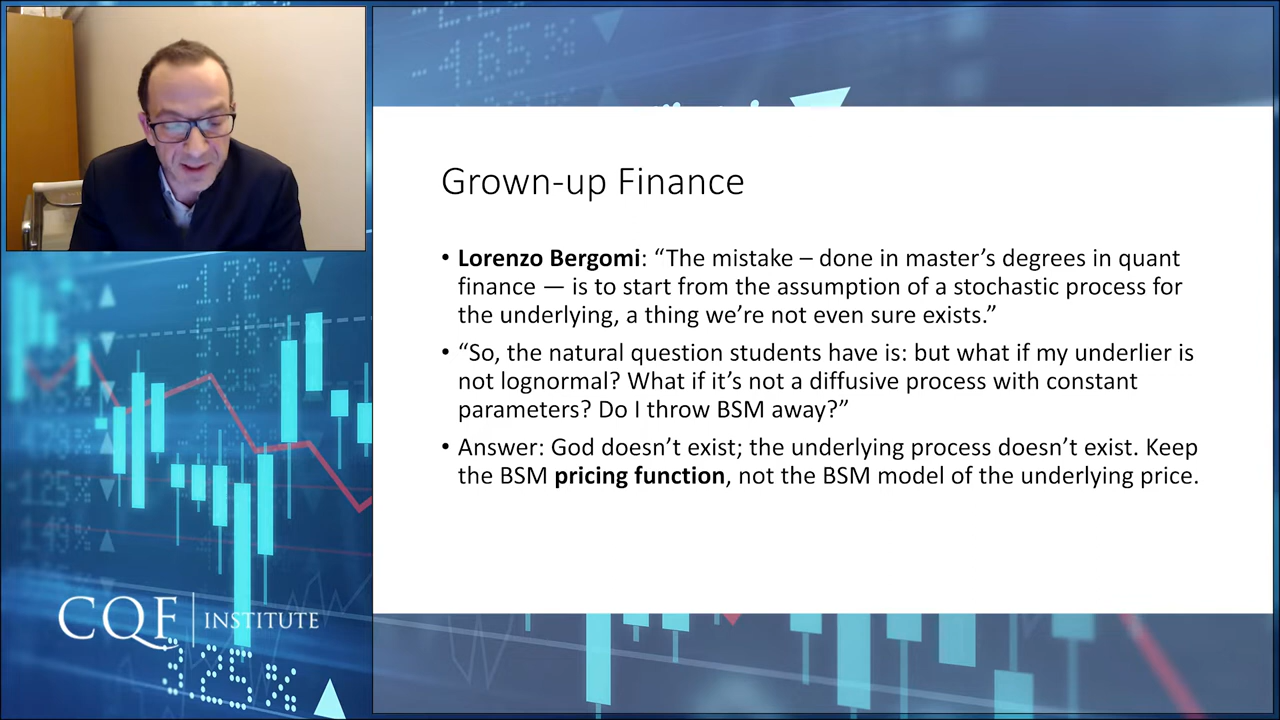 -4.65%
Grown-up Finance
• Lorenzo Bergomi: “The mistake – done in master’s degrees in quant
finance — is to start from the assumption of a stochastic process for
the underlying, a thing we’re not even sure exists.”
• “So, the natural question students have is: but what if my underlier is
not lognormal? What if it’s not a diffusive process with constant
parameters? Do I throw BSM away?”
• Answer: God doesn’t exist; the underlying process doesn’t exist. Keep
the BSM pricing function, not the BSM model of the underlying price.
-1.72%
CQF INSTITUTE